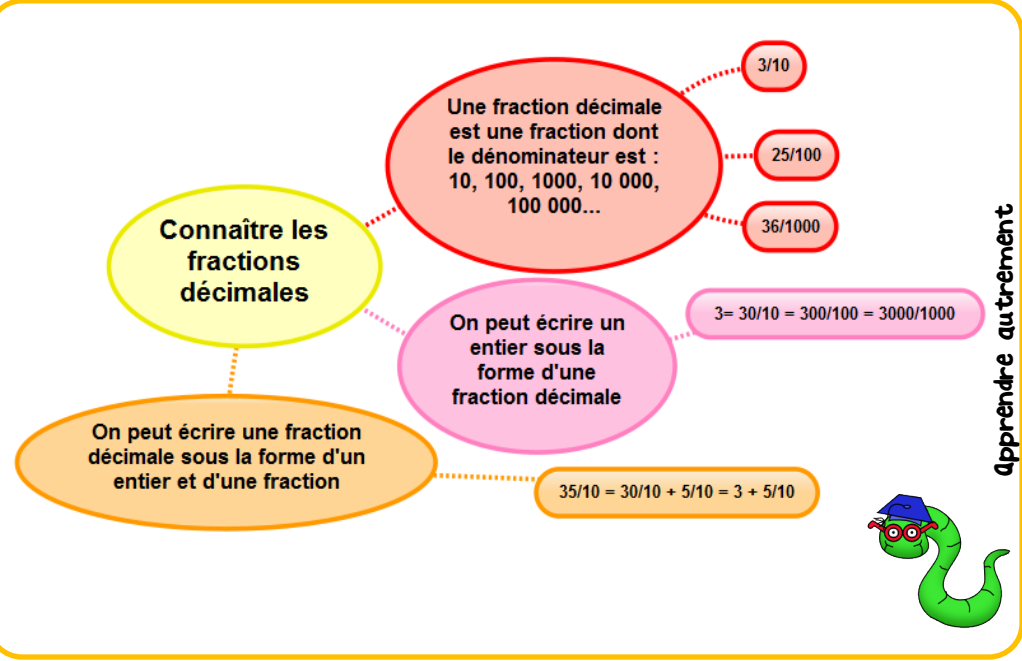 Connaître les
fractions
décimales
Une fraction décimale
est une fraction dont
le dénominateur est :
10, 100, 1000, 10 000,
100 000...
3/10
25/100
36/1000
On peut écrire un
entier sous la
forme d'une
fraction décimale
3= 30/10 = 300/100 = 3000/1000
On peut écrire une fraction
décimale sous la forme d'un
entier et d'une fraction
35/10 = 30/10 + 5/10 = 3 + 5/10
apprendre autrement